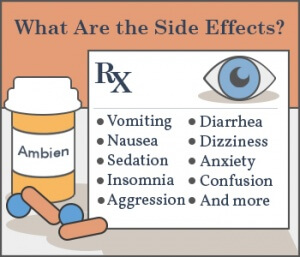 What Are the Side Effects?
Rx
Ambien
• Vomiting
• Nausea
• Sedation
• Insomnia
• Aggression
• Diarrhea
• Dizziness
• Anxiety
• Confusion
• And more